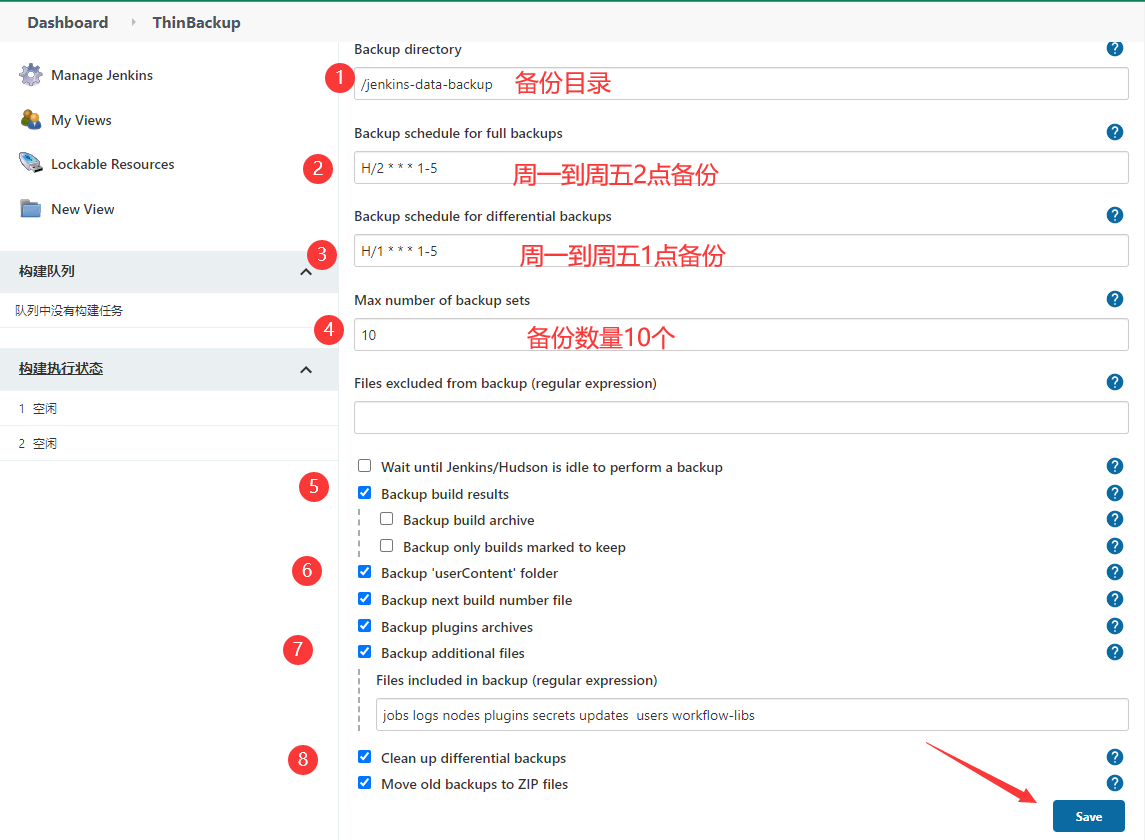 Dashboard
ThinBackup
Manage Jenkins
My Views
Lockable Resources
New View
构建队列
队列中没有构建任务
构建执行状态
1 空闲
2 空闲
Backup directory
1
/jenkins-data-backup 备份目录
Backup schedule for full backups
2
H/2 * * * 1-5 周一到周五2点备份
Backup schedule for differential backups
3
H/1 * * * 1-5 周一到周五1点备份
Max number of backup sets
4
10 备份数量10个
Files excluded from backup (regular expression)
Wait until Jenkins/Hudson is idle to perform a backup
5
Backup build results
Backup build archive
Backup only builds marked to keep
6
Backup 'userContent' folder
Backup next build number file
Backup plugins archives
7
Backup additional files
Files included in backup (regular expression)
jobs logs nodes plugins secrets updates  users workflow-libs
8
Clean up differential backups
Move old backups to ZIP files
Save